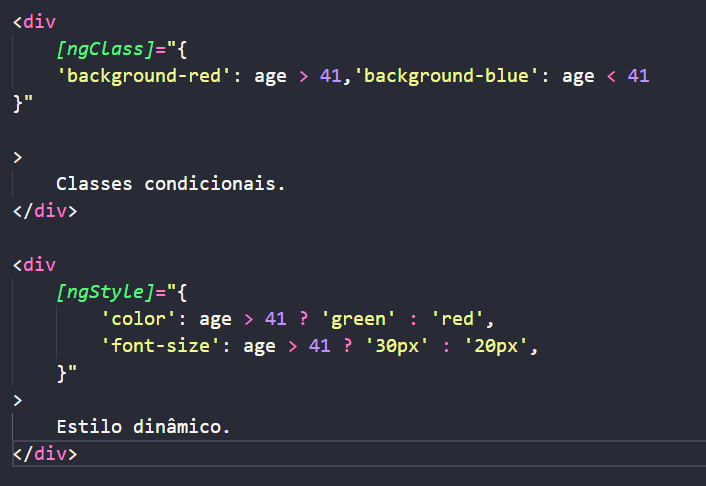 <div
    [ngClass]="{
    'background-red': age > 41,'background-blue': age < 41
}"

>
    Classes condicionais.
</div>

<div
    [ngStyle]="{
        'color': age > 41 ? 'green' : 'red',
        'font-size': age > 41 ? '30px' : '20px',
    }"
>
    Estilo dinâmico.
</div>